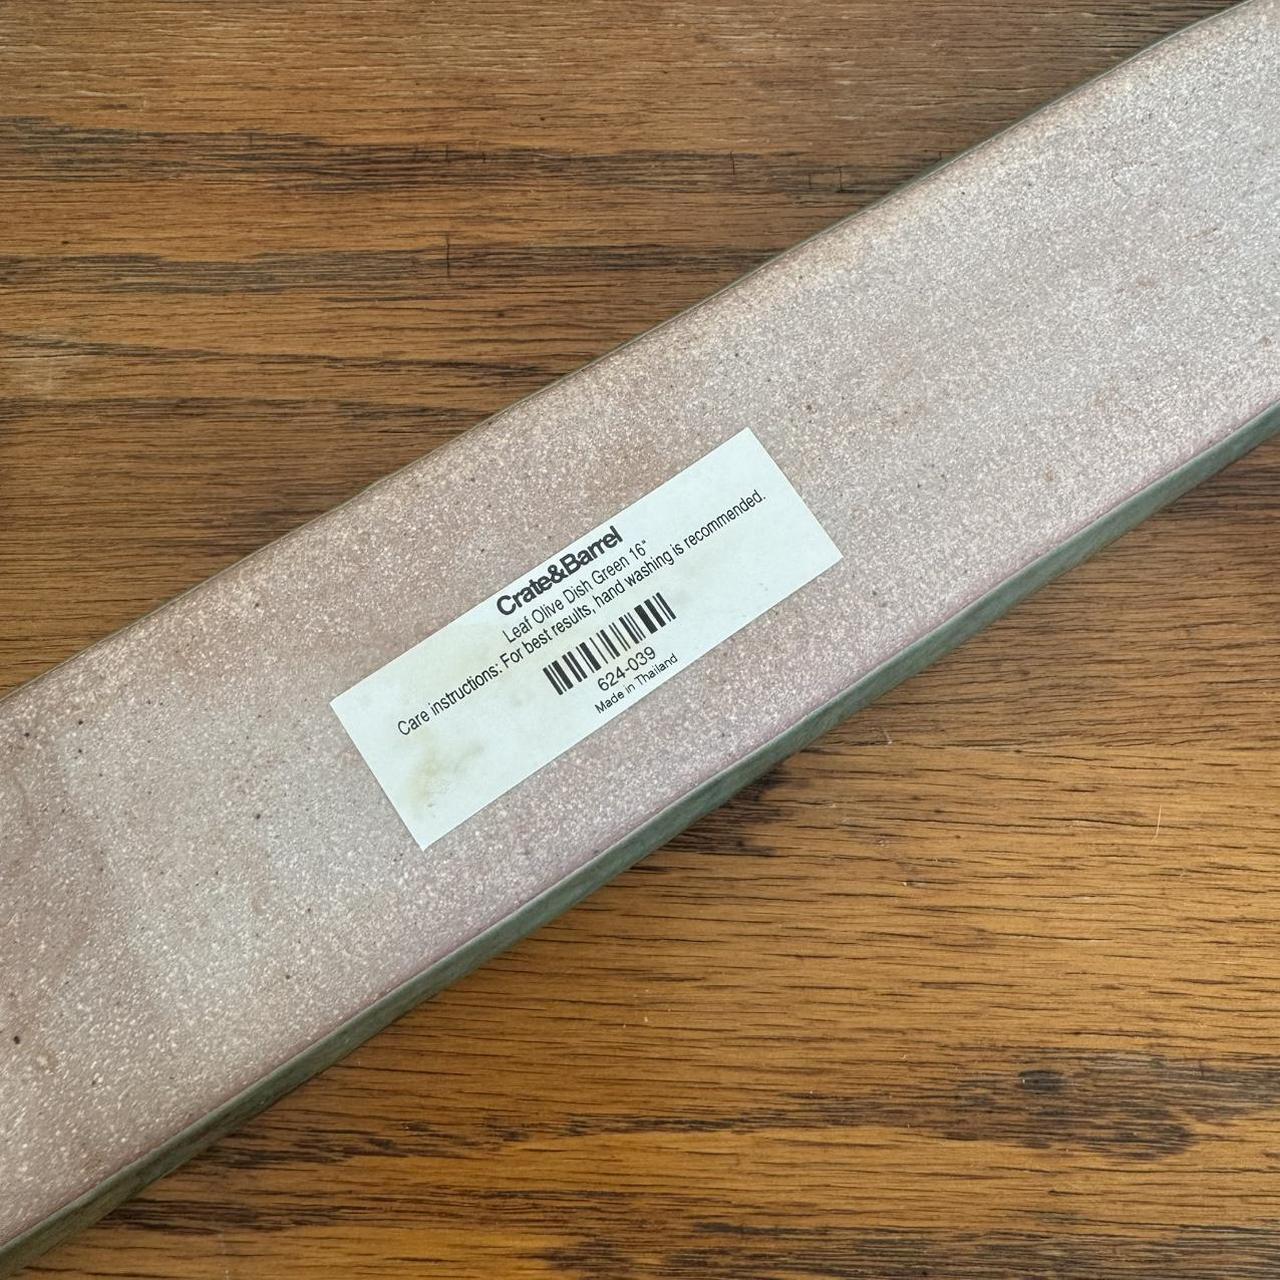 Crate&Barrel
Leaf Olive Dish Green 16"
Care instructions: For best results, hand washing is recommended.
624-039
Made in Thailand